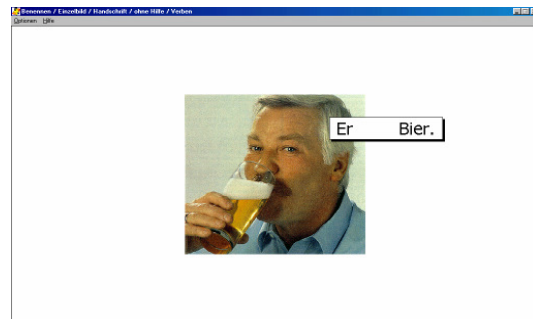 Benennen / Einzelbild / Handschrift / ohne Hilfe / Verben
Optionen Hilfe
Er Bier.